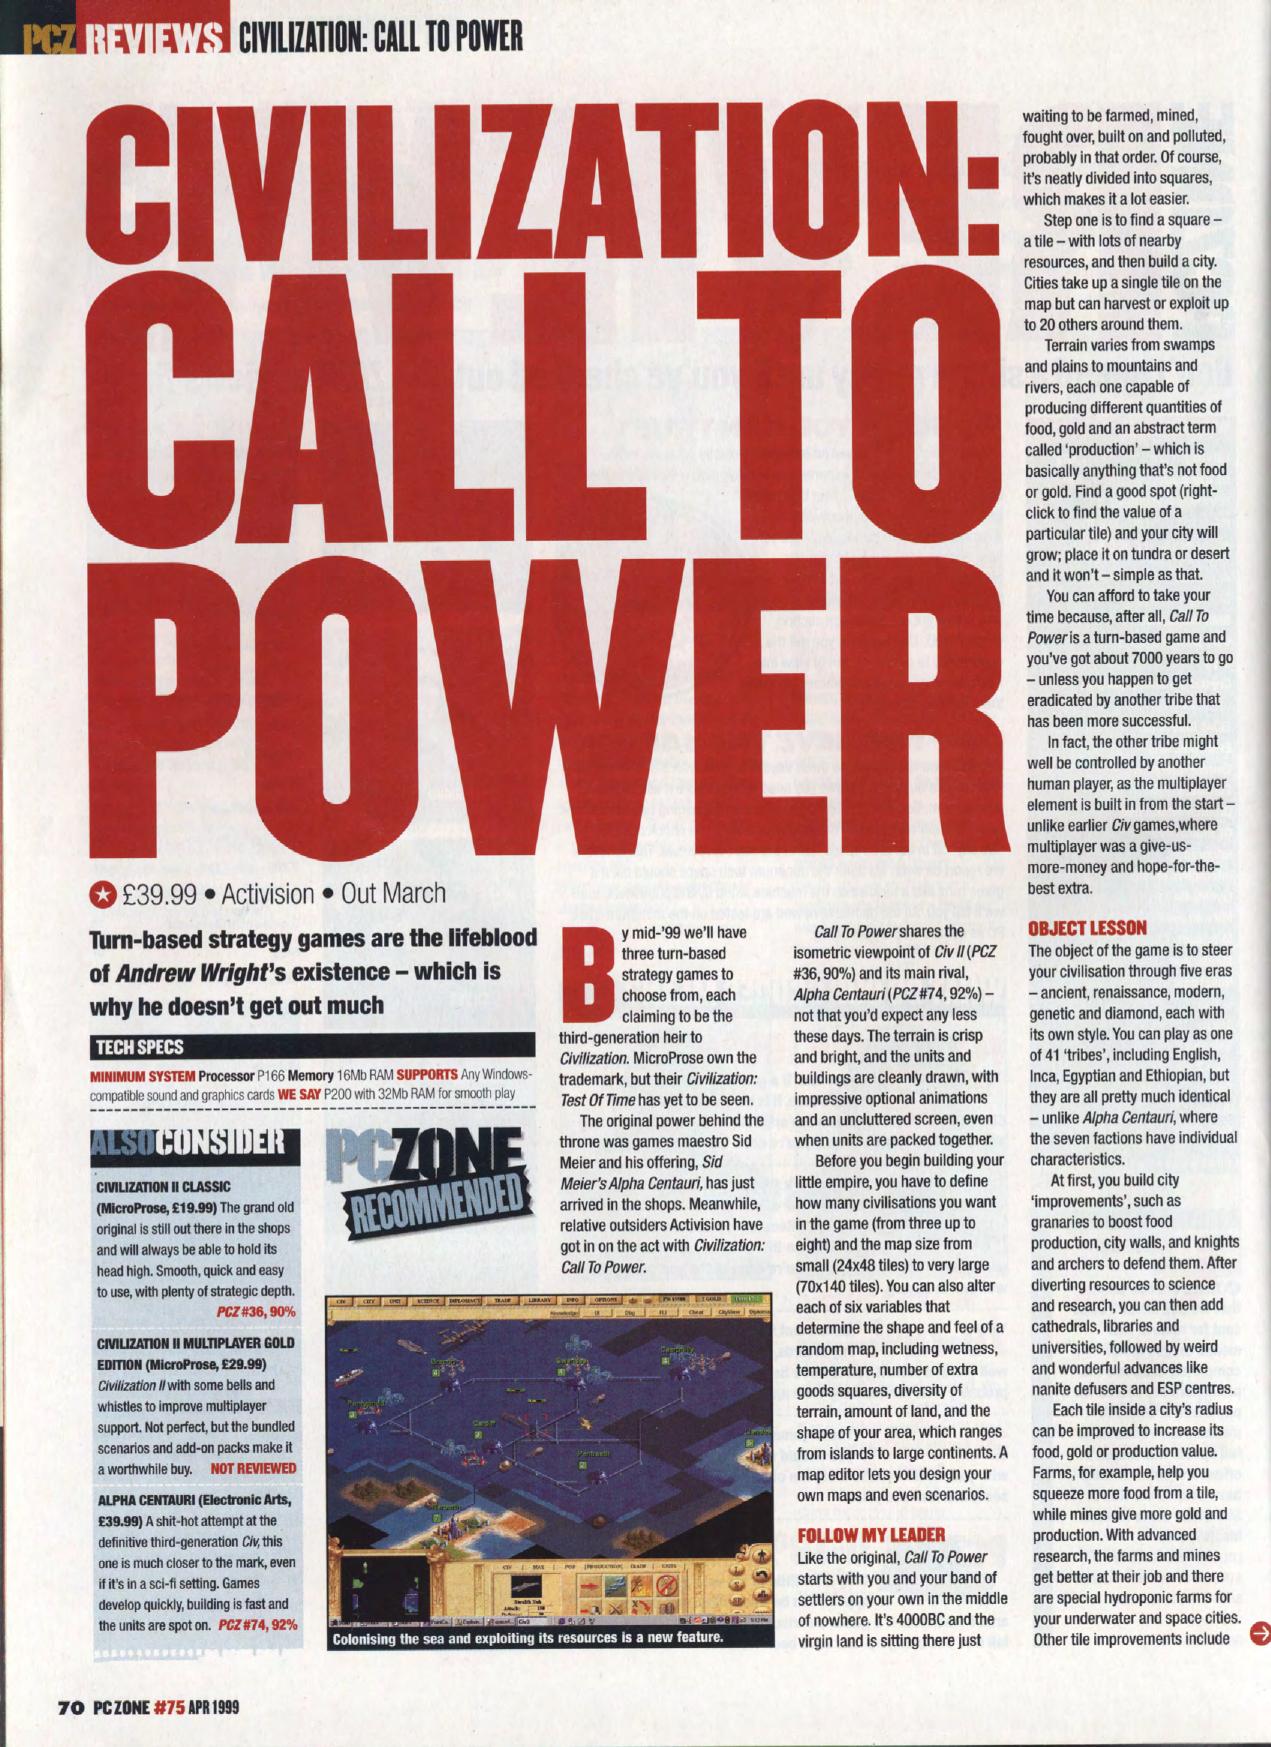 PCZ REVIEWS CIVILIZATION: CALL TO POWER
CIVILIZATION:
CALL TO
POWER
£39.99 • Activision • Out March
Turn-based strategy games are the lifeblood
of Andrew Wright's existence – which is
why he doesn't get out much
TECH SPECS
MINIMUM SYSTEM Processor P166 Memory 16Mb RAM SUPPORTS Any Windows-
compatible sound and graphics cards WE SAY P200 with 32Mb RAM for smooth play
ALSO CONSIDER
CIVILIZATION II CLASSIC
(MicroProse, £19.99) The grand old
original is still out there in the shops
and will always be able to hold its
head high. Smooth, quick and easy
to use, with plenty of strategic depth.
PCZ #36, 90%
CIVILIZATION II MULTIPLAYER GOLD
EDITION (MicroProse, £29.99)
Civilization II with some bells and
whistles to improve multiplayer
support. Not perfect, but the bundled
scenarios and add-on packs make it
a worthwhile buy. NOT REVIEWED
ALPHA CENTAURI (Electronic Arts,
£39.99) A shit-hot attempt at the
definitive third-generation Civ, this
one is much closer to the mark, even
if it's in a sci-fi setting. Games
develop quickly, building is fast and
the units are spot on. PCZ #74, 92%
PCZONE
RECOMMENDED
By mid-'99 we'll have
three turn-based
strategy games to
choose from, each
claiming to be the
third-generation heir to
Civilization. MicroProse own the
trademark, but their Civilization:
Test Of Time has yet to be seen.
The original power behind the
throne was games maestro Sid
Meier and his offering, Sid
Meier's Alpha Centauri, has just
arrived in the shops. Meanwhile,
relative outsiders Activision have
got in on the act with Civilization:
Call To Power.
CIV CITY UNIT SCIENCE DIPLOMACY TRADE LIBRARY INFO OPTIONS
Colonising the sea and exploiting its resources is a new feature.
Call To Power shares the
isometric viewpoint of Civ II (PCZ
#36, 90%) and its main rival,
Alpha Centauri (PCZ #74, 92%) –
not that you'd expect any less
these days. The terrain is crisp
and bright, and the units and
buildings are cleanly drawn, with
impressive optional animations
and an uncluttered screen, even
when units are packed together.
Before you begin building your
little empire, you have to define
how many civilisations you want
in the game (from three up to
eight) and the map size from
small (24x48 tiles) to very large
(70x140 tiles). You can also alter
each of six variables that
determine the shape and feel of a
random map, including wetness,
temperature, number of extra
goods squares, diversity of
terrain, amount of land, and the
shape of your area, which ranges
from islands to large continents. A
map editor lets you design your
own maps and even scenarios.
FOLLOW MY LEADER
Like the original, Call To Power
starts with you and your band of
settlers on your own in the middle
of nowhere. It's 4000BC and the
virgin land is sitting there just
waiting to be farmed, mined,
fought over, built on and polluted,
probably in that order. Of course,
it's neatly divided into squares,
which makes it a lot easier.
Step one is to find a square –
a tile – with lots of nearby
resources, and then build a city.
Cities take up a single tile on the
map but can harvest or exploit up
to 20 others around them.
Terrain varies from swamps
and plains to mountains and
rivers, each one capable of
producing different quantities of
food, gold and an abstract term
called 'production' – which is
basically anything that's not food
or gold. Find a good spot (right-
click to find the value of a
particular tile) and your city will
grow; place it on tundra or desert
and it won't – simple as that.
You can afford to take your
time because, after all, Call To
Power is a turn-based game and
you've got about 7000 years to go
– unless you happen to get
eradicated by another tribe that
has been more successful.
In fact, the other tribe might
well be controlled by another
human player, as the multiplayer
element is built in from the start –
unlike earlier Civ games,where
multiplayer was a give-us-
more-money and hope-for-the-
best extra.
OBJECT LESSON
The object of the game is to steer
your civilisation through five eras
– ancient, renaissance, modern,
genetic and diamond, each with
its own style. You can play as one
of 41 'tribes', including English,
Inca, Egyptian and Ethiopian, but
they are all pretty much identical
– unlike Alpha Centauri, where
the seven factions have individual
characteristics.
At first, you build city
'improvements', such as
granaries to boost food
production, city walls, and knights
and archers to defend them. After
diverting resources to science
and research, you can then add
cathedrals, libraries and
universities, followed by weird
and wonderful advances like
nanite defusers and ESP centres.
Each tile inside a city's radius
can be improved to increase its
food, gold or production value.
Farms, for example, help you
squeeze more food from a tile,
while mines give more gold and
production. With advanced
research, the farms and mines
get better at their job and there
are special hydroponic farms for
your underwater and space cities.
Other tile improvements include
70 PCZONE #75 APR 1999